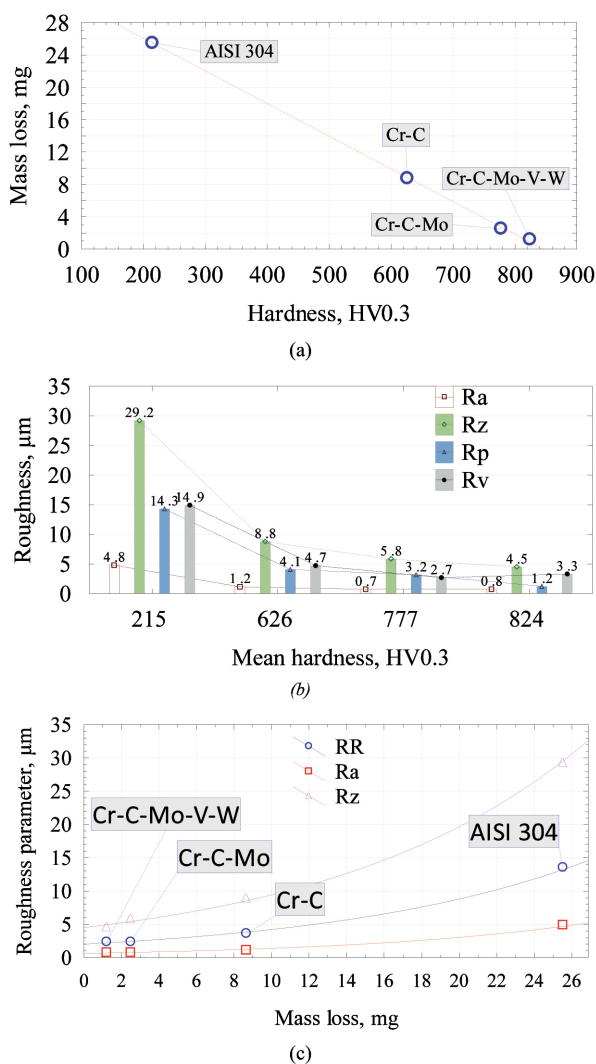 28
24
20
16
12
8
4
0
Mass loss, mg
AISI 304
Cr-C
Cr-C-Mo-V-W
Cr-C-Mo
100 200 300 400 500 600 700 800 900
Hardness, HV0.3
(a)
35
30
25
20
15
10
5
0
Roughness, μm
Ra
Rz
Rp
Rv
4.8 29.2 14.3 14.9
1.2 8.8 4.1 4.7
0.7 5.8 3.2 2.7
0.8 4.5 1.2 3.3
215 626 777 824
Mean hardness, HV0.3
(b)
35
30
25
20
15
10
5
0
Roughness parameter, μm
RR
Ra
Rz
Cr-C-Mo-V-W
Cr-C-Mo
Cr-C
AISI 304
0 2 4 6 8 10 12 14 16 18 20 22 24 26
Mass loss, mg
(c)